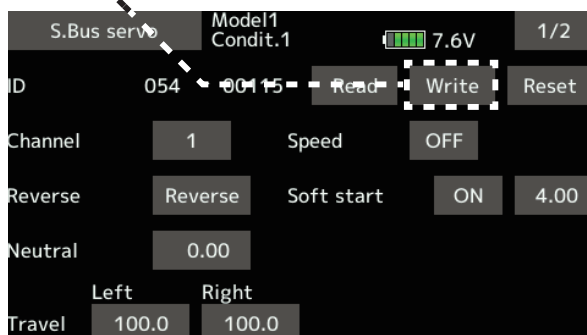 S.Bus servo Model1 Condit.1 7.6V 1/2
ID 054 00115 Read Write Reset
Channel 1 Speed OFF
Reverse Reverse Soft start ON 4.00
Neutral 0.00
Left Right
Travel 100.0 100.0